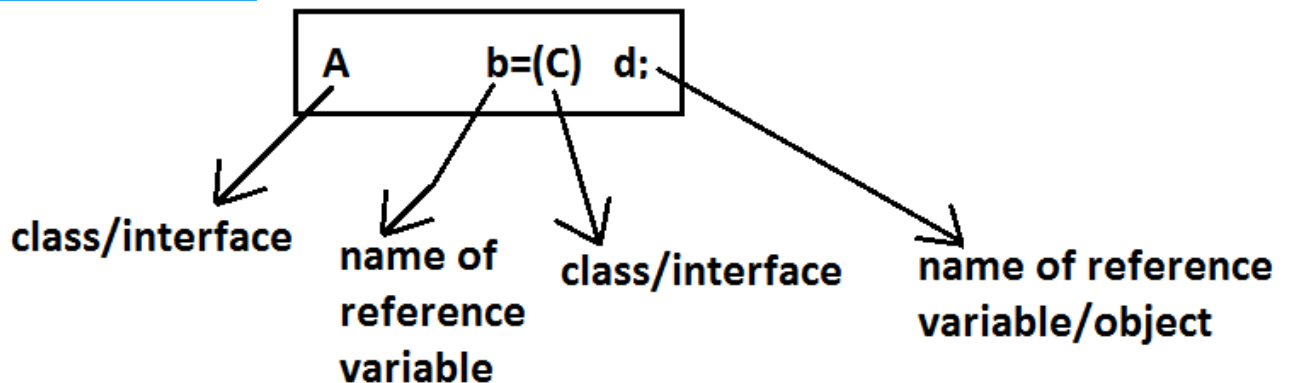 A b=(C) d;
class/interface
name of
reference
variable
class/interface
name of reference
variable/object